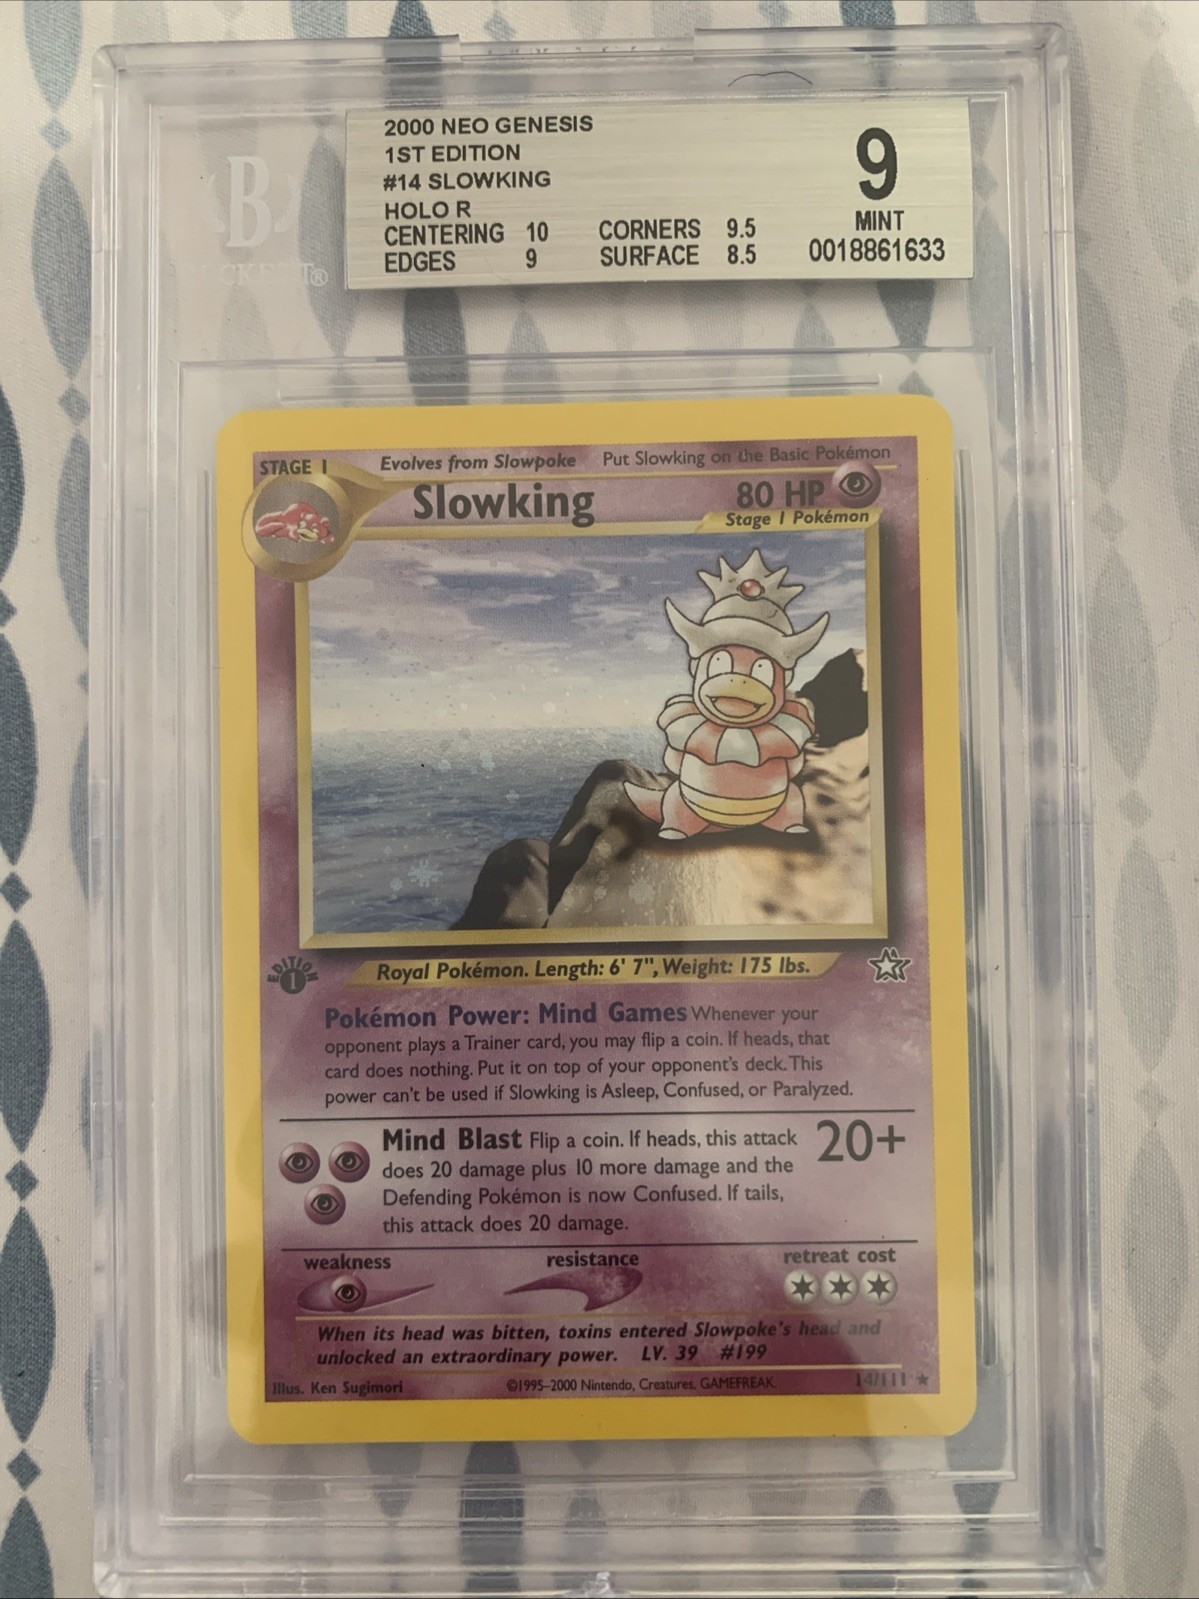 2000 NEO GENESIS
1ST EDITION
#14 SLOWKING
HOLO R
CENTERING 10 CORNERS 9.5
EDGES 9 SURFACE 8.5
9
MINT
0018861633
B
®
STAGE 1 Evolves from Slowpoke Put Slowking on the Basic Pokémon
Slowking 80 HP
Stage 1 Pokémon
EDITION
1
Royal Pokémon. Length: 6' 7", Weight: 175 lbs.
Pokémon Power: Mind Games Whenever your
opponent plays a Trainer card, you may flip a coin. If heads, that
card does nothing. Put it on top of your opponent's deck. This
power can't be used if Slowking is Asleep, Confused, or Paralyzed.
Mind Blast Flip a coin. If heads, this attack 20+
does 20 damage plus 10 more damage and the
Defending Pokémon is now Confused. If tails,
this attack does 20 damage.
weakness resistance retreat cost
When its head was bitten, toxins entered Slowpoke's head and
unlocked an extraordinary power. LV. 39 #199
Illus. Ken Sugimori ©1995–2000 Nintendo, Creatures, GAMEFREAK. 14/111 ★